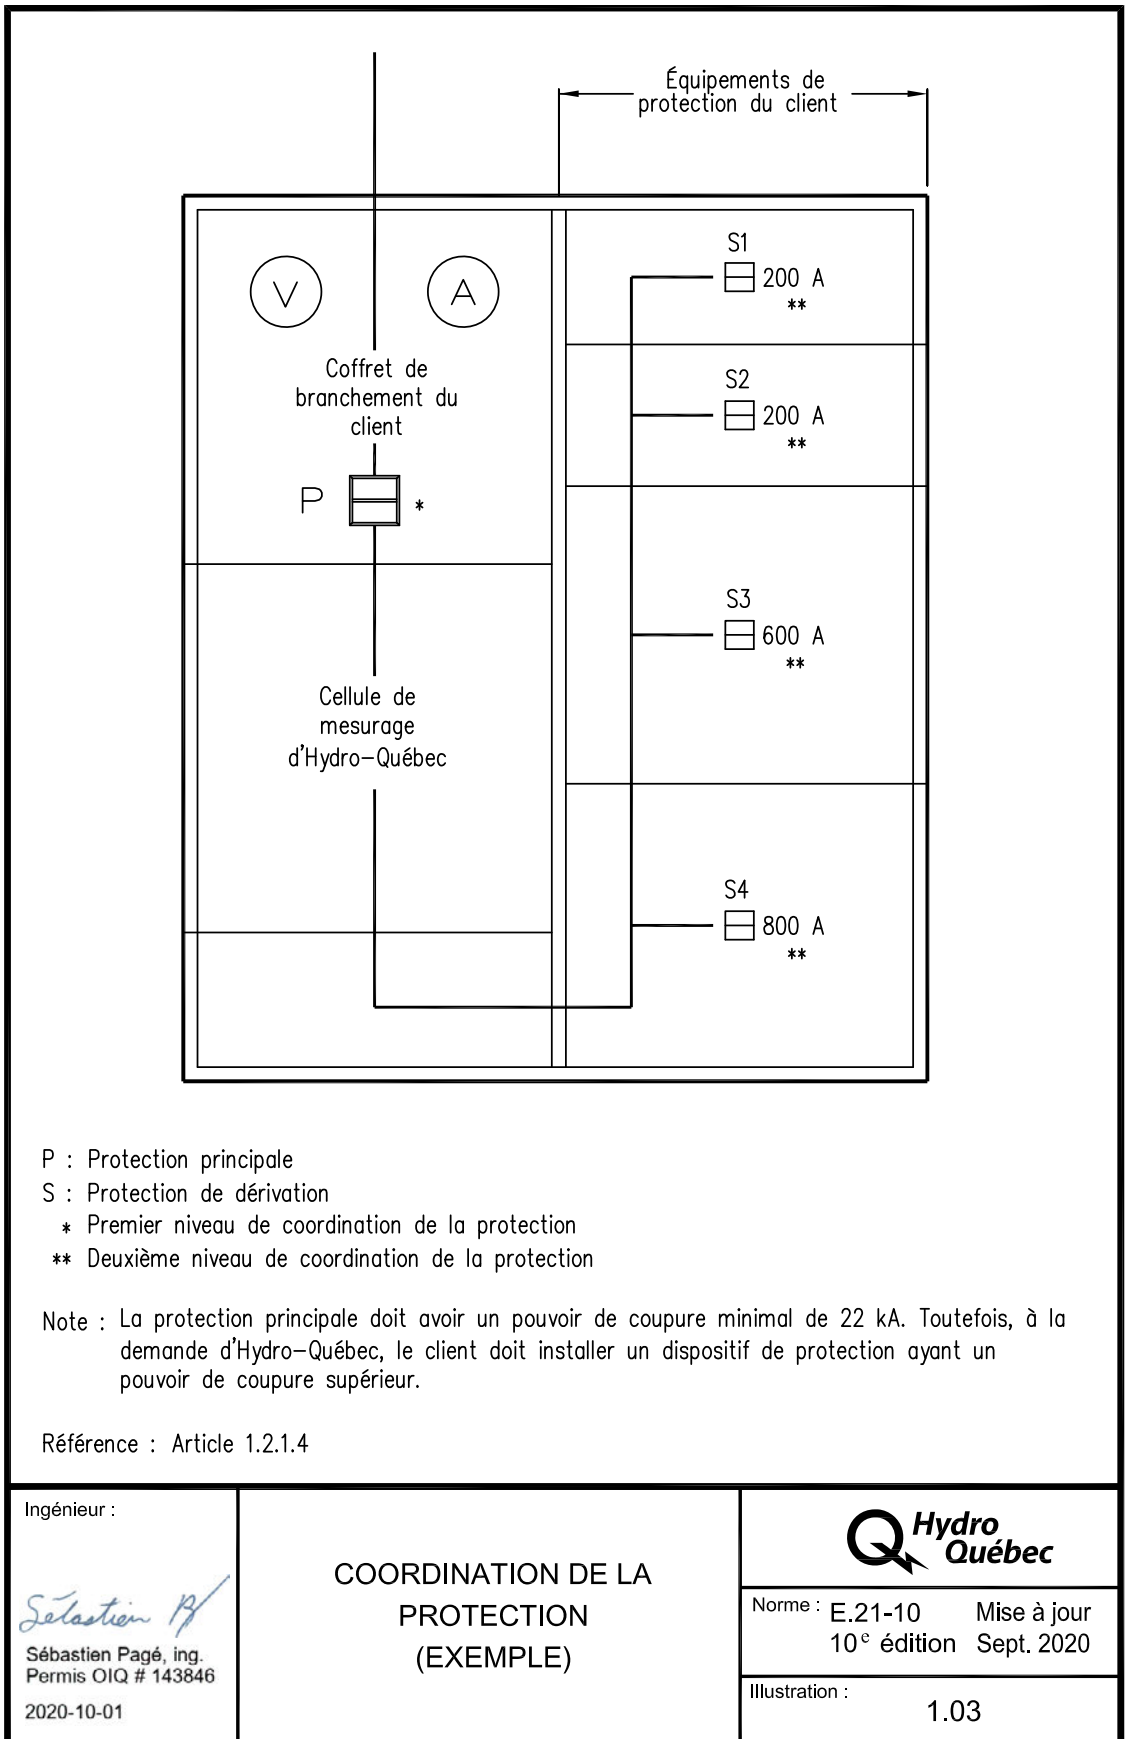 Équipements de
protection du client
V
A
Coffret de
branchement du
client
P
*
Cellule de
mesurage
d'Hydro-Québec
S1
200 A
**
S2
200 A
**
S3
600 A
**
S4
800 A
**
P : Protection principale
S : Protection de dérivation
* Premier niveau de coordination de la protection
** Deuxième niveau de coordination de la protection
Note : La protection principale doit avoir un pouvoir de coupure minimal de 22 kA. Toutefois, à la
demande d'Hydro-Québec, le client doit installer un dispositif de protection ayant un
pouvoir de coupure supérieur.
Référence : Article 1.2.1.4
Ingénieur :
Sébastien Pagé, ing.
Permis OIQ # 143846
2020-10-01
COORDINATION DE LA
PROTECTION
(EXEMPLE)
Hydro
Québec
Norme : E.21-10 Mise à jour
10e édition Sept. 2020
Illustration :
1.03